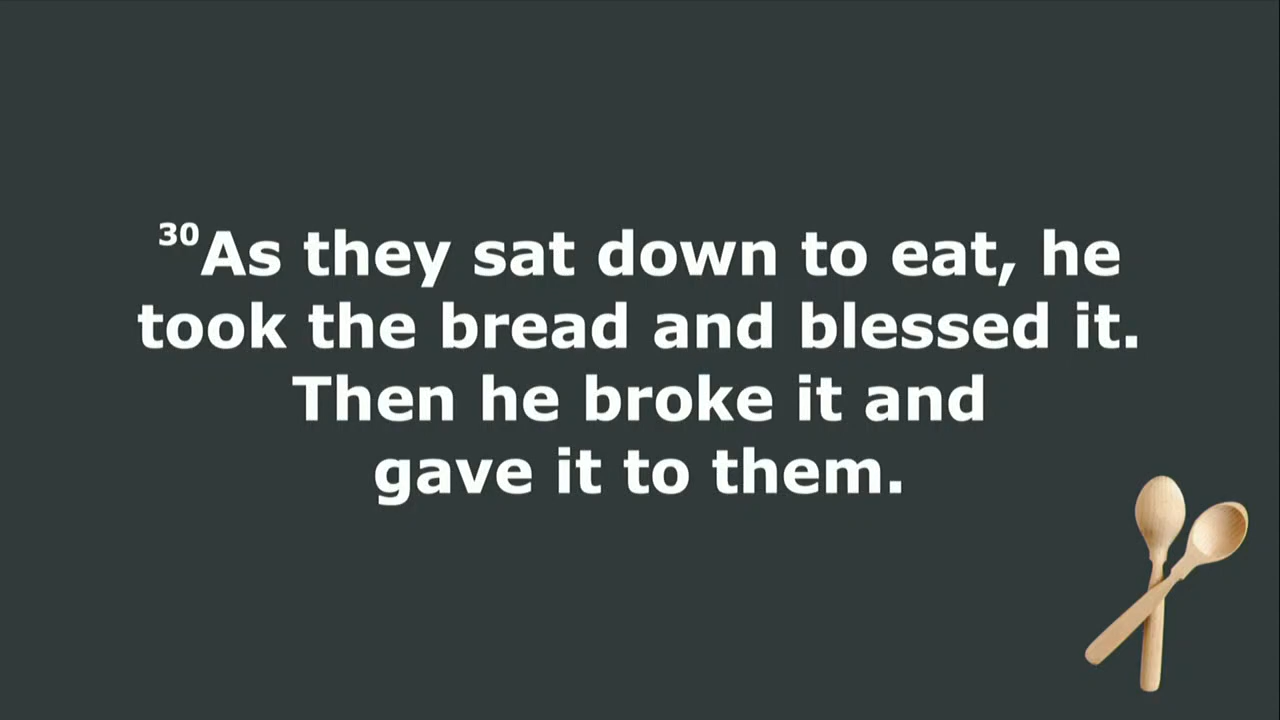 30As they sat down to eat, he
took the bread and blessed it.
Then he broke it and
gave it to them.